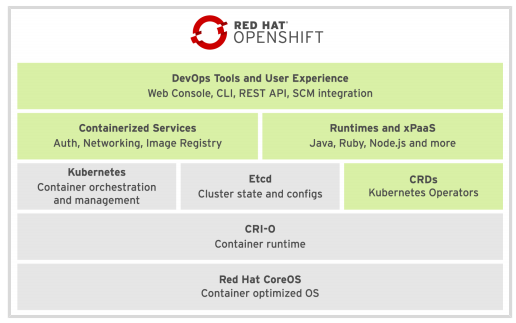 RED HAT®
OPENSHIFT
DevOps Tools and User Experience
Web Console, CLI, REST API, SCM integration
Containerized Services
Auth, Networking, Image Registry
Runtimes and xPaaS
Java, Ruby, Node.js and more
Kubernetes
Container orchestration
and management
Etcd
Cluster state and configs
CRDs
Kubernetes Operators
CRI-O
Container runtime
Red Hat CoreOS
Container optimized OS